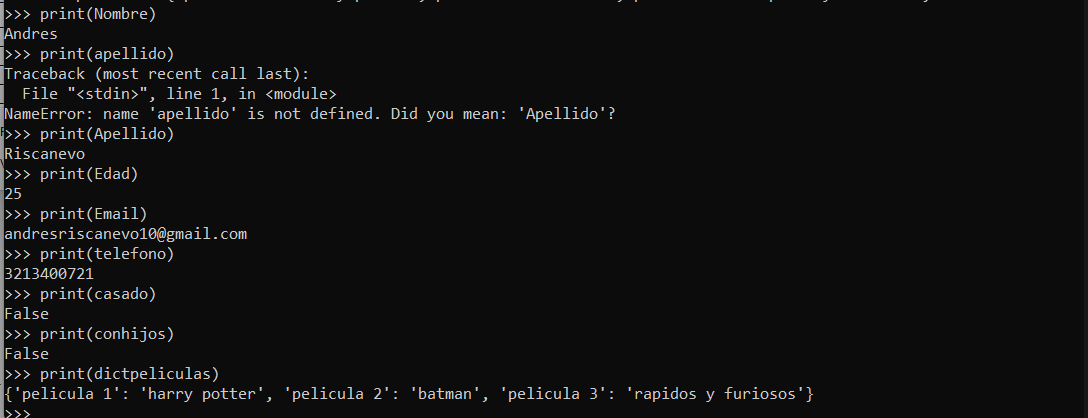 >>> print(Nombre)
Andres
>>> print(apellido)
Traceback (most recent call last):
  File "<stdin>", line 1, in <module>
NameError: name 'apellido' is not defined. Did you mean: 'Apellido'?
>>> print(Apellido)
Riscanevo
>>> print(Edad)
25
>>> print(Email)
andresriscanevo10@gmail.com
>>> print(telefono)
3213400721
>>> print(casado)
False
>>> print(conhijos)
False
>>> print(dictpeliculas)
{'pelicula 1': 'harry potter', 'pelicula 2': 'batman', 'pelicula 3': 'rapidos y furiosos'}
>>>